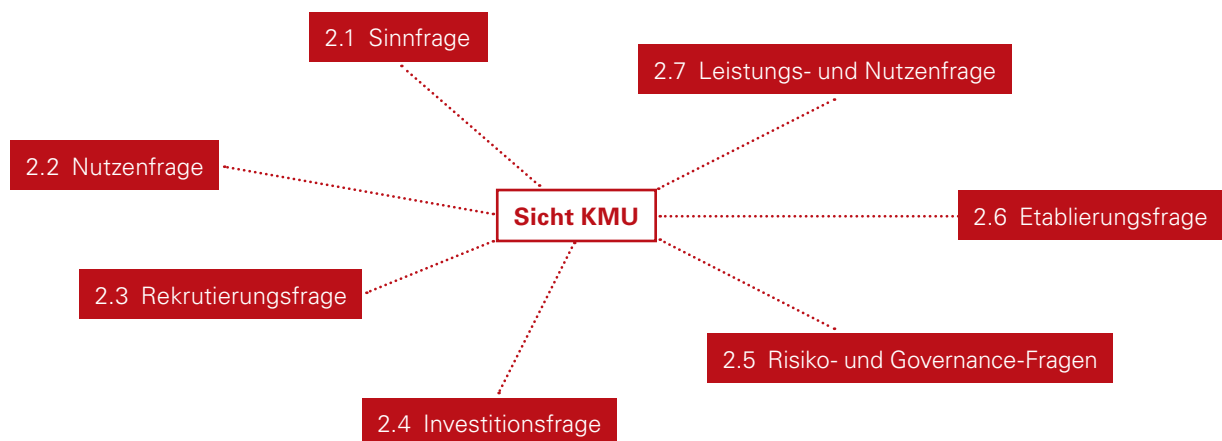 2.1 Sinnfrage
2.7 Leistungs- und Nutzenfrage
2.2 Nutzenfrage
Sicht KMU
2.6 Etablierungsfrage
2.3 Rekrutierungsfrage
2.5 Risiko- und Governance-Fragen
2.4 Investitionsfrage